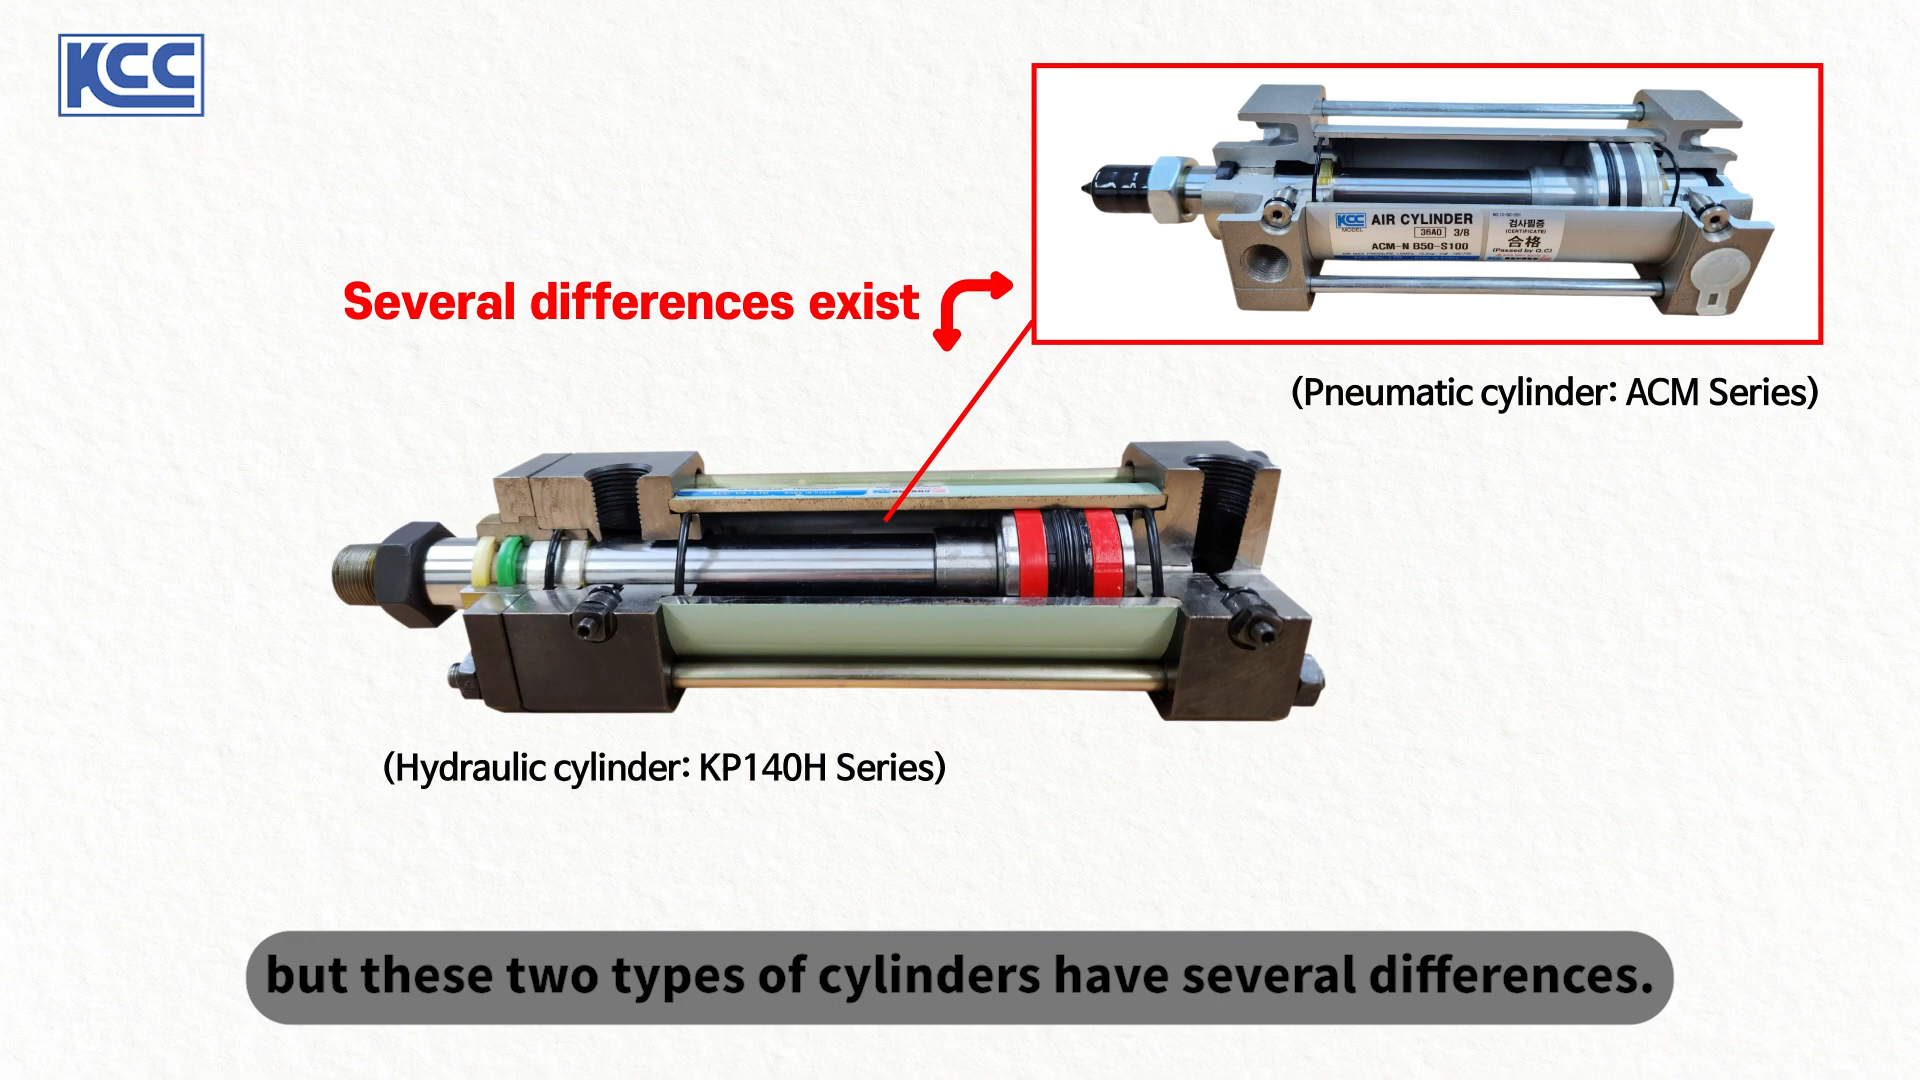 KCC
KCC AIR CYLINDER
MODEL 36A0 3/8
ACM-N B50-S100
검사필증
(CERTIFICATE)
合格
(Passed by Q.C)
Several differences exist
(Pneumatic cylinder: ACM Series)
(Hydraulic cylinder: KP140H Series)
but these two types of cylinders have several differences.